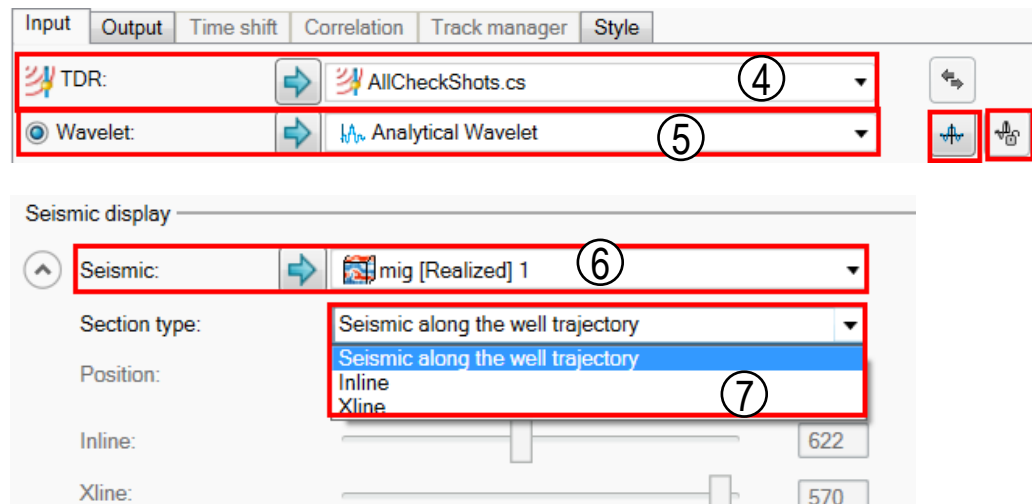 Input Output Time shift Correlation Track manager Style
TDR: AllCheckShots.cs ④
Wavelet: Analytical Wavelet ⑤
Seismic display
Seismic: mig [Realized] 1 ⑥
Section type: Seismic along the well trajectory
Seismic along the well trajectory
Position:
Inline ⑦
Xline
Inline: 622
Xline: 570